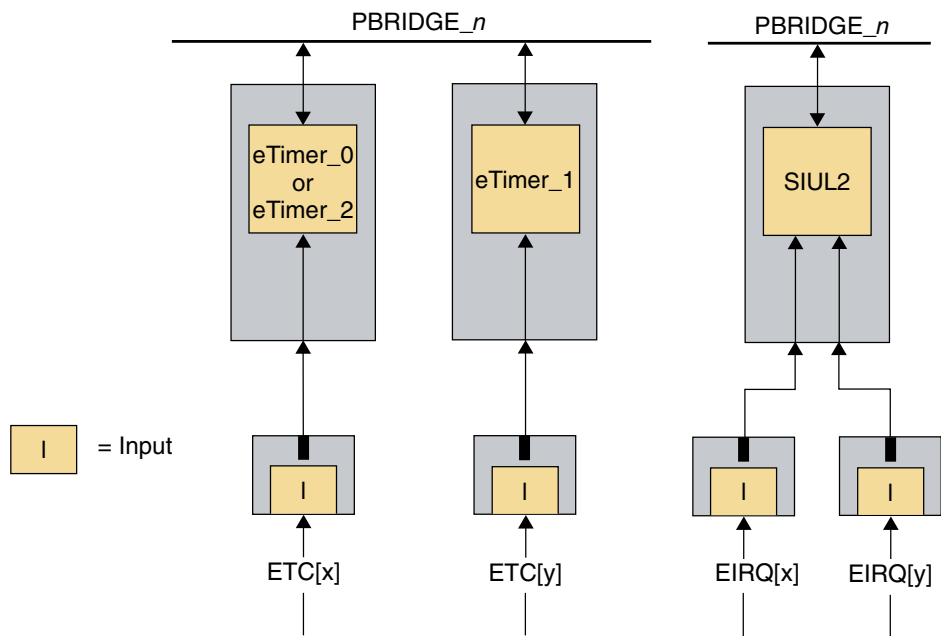 PBRIDGE_n
PBRIDGE_n
eTimer_0
or
eTimer_2
eTimer_1
SIUL2
I
= Input
I
I
I
I
ETC[x]
ETC[y]
EIRQ[x]
EIRQ[y]